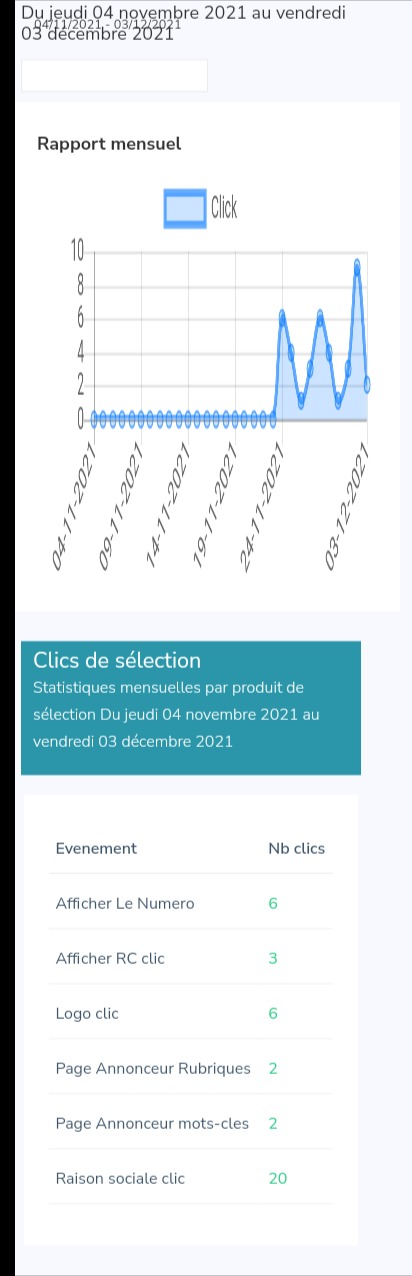 Du jeudi 04 novembre 2021 au vendredi
04/11/2021 - 03/12/2021
03 décembre 2021
Rapport mensuel
Click
10
8
6
4
2
0
04-11-2021
09-11-2021
14-11-2021
19-11-2021
24-11-2021
03-12-2021
Clics de sélection
Statistiques mensuelles par produit de
sélection Du jeudi 04 novembre 2021 au
vendredi 03 décembre 2021
Evenement Nb clics
Afficher Le Numero 6
Afficher RC clic 3
Logo clic 6
Page Annonceur Rubriques 2
Page Annonceur mots-cles 2
Raison sociale clic 20